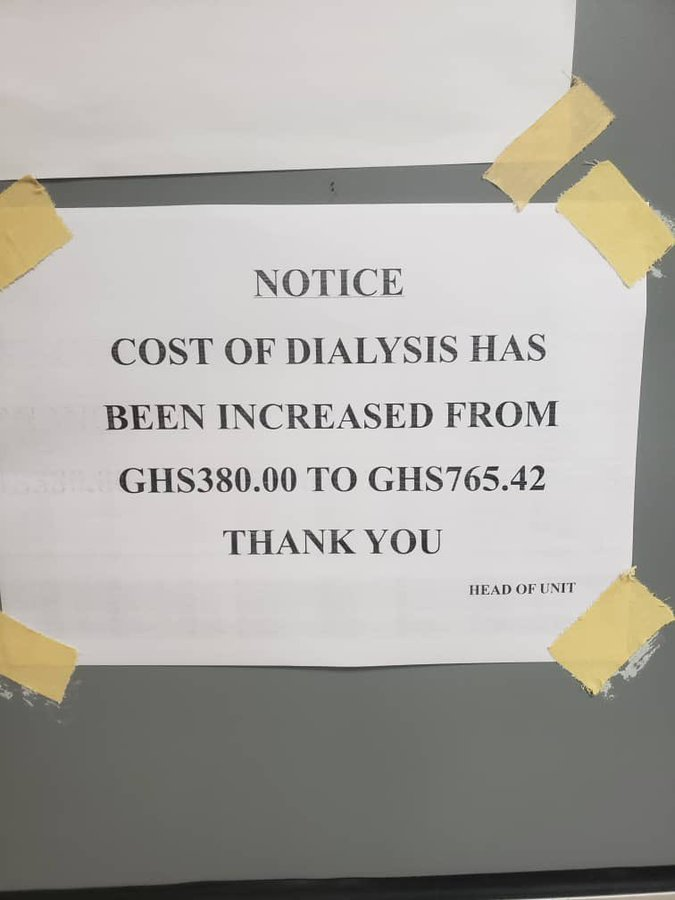 NOTICE
COST OF DIALYSIS HAS
BEEN INCREASED FROM
GHS380.00 TO GHS765.42
THANK YOU
HEAD OF UNIT